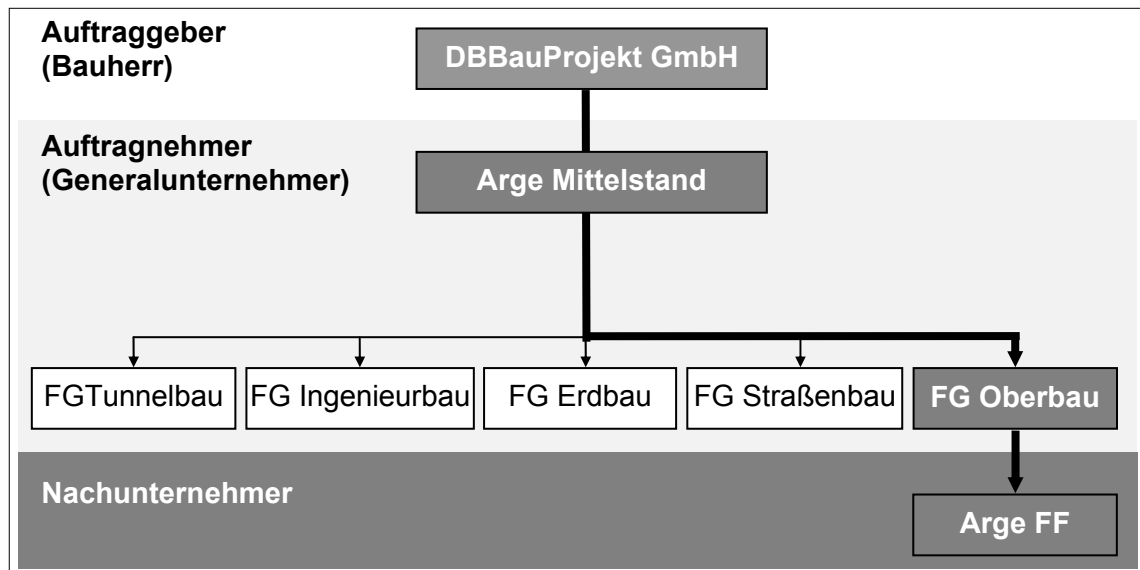 Auftraggeber
(Bauherr)
DBBauProjekt GmbH
Auftragnehmer
(Generalunternehmer)
Arge Mittelstand
FGTunnelbau
FG Ingenieurbau
FG Erdbau
FG Straßenbau
FG Oberbau
Nachunternehmer
Arge FF